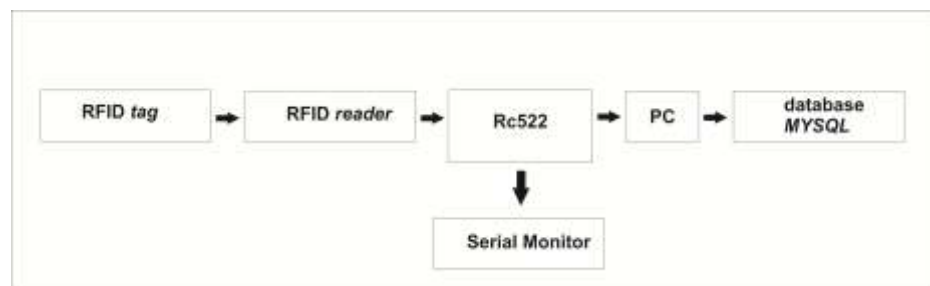 RFID tag
RFID reader
Rc522
PC
database
MYSQL
Serial Monitor